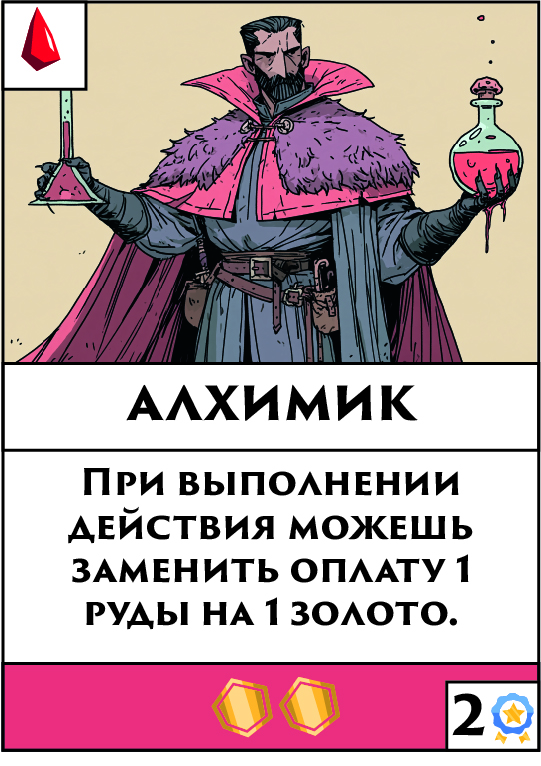 АЛХИМИК
ПРИ ВЫПОЛНЕНИИ
ДЕЙСТВИЯ МОЖЕШЬ
ЗАМЕНИТЬ ОПЛАТУ 1
РУДЫ НА 1 ЗОЛОТО.
2